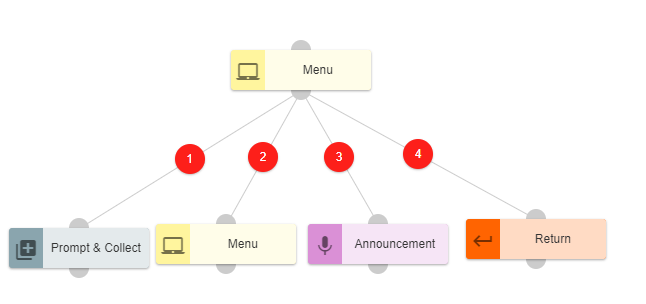 Menu
1
2
3
4
Prompt & Collect
Menu
Announcement
Return